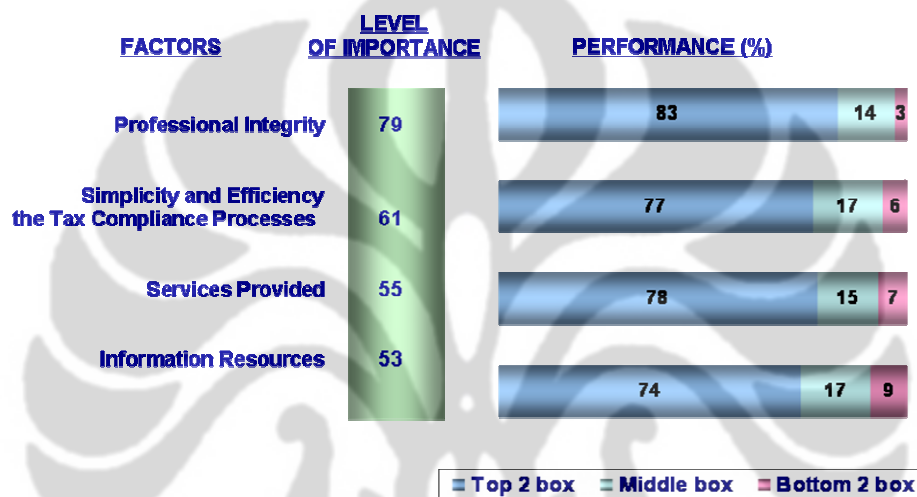 FACTORS
LEVEL
OF IMPORTANCE
PERFORMANCE (%)
Professional Integrity 79 83 14 3
Simplicity and Efficiency
the Tax Compliance Processes 61 77 17 6
Services Provided 55 78 15 7
Information Resources 53 74 17 9
Top 2 box Middle box Bottom 2 box